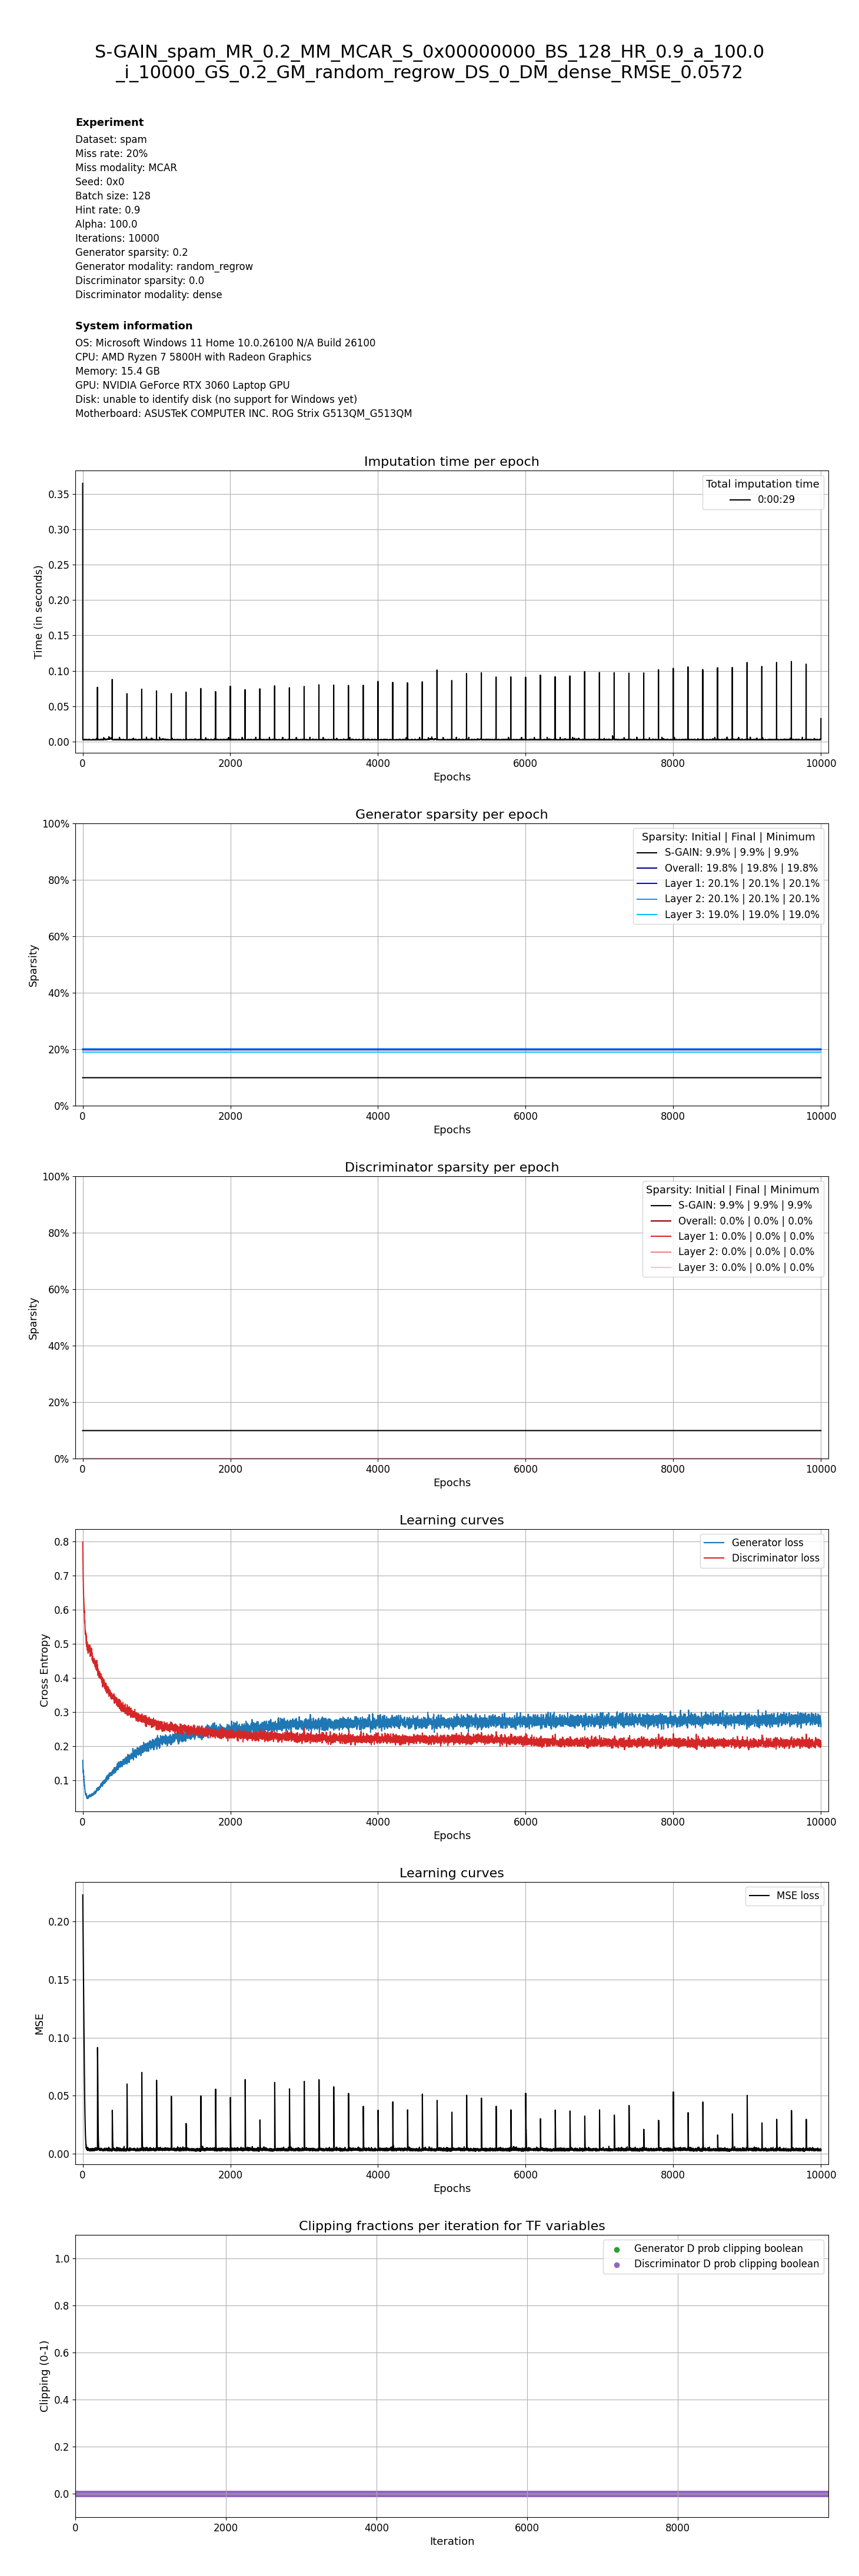 S-GAIN_spam_MR_0.2_MM_MCAR_S_0x00000000_BS_128_HR_0.9_a_100.0
_i_10000_GS_0.2_GM_random_regrow_DS_0_DM_dense_RMSE_0.0572
Experiment
Dataset: spam
Miss rate: 20%
Miss modality: MCAR
Seed: 0x0
Batch size: 128
Hint rate: 0.9
Alpha: 100.0
Iterations: 10000
Generator sparsity: 0.2
Generator modality: random_regrow
Discriminator sparsity: 0.0
Discriminator modality: dense
System information
OS: Microsoft Windows 11 Home 10.0.26100 N/A Build 26100
CPU: AMD Ryzen 7 5800H with Radeon Graphics
Memory: 15.4 GB
GPU: NVIDIA GeForce RTX 3060 Laptop GPU
Disk: unable to identify disk (no support for Windows yet)
Motherboard: ASUSTeK COMPUTER INC. ROG Strix G513QM_G513QM
Imputation time per epoch
Total imputation time
0:00:29
0.35
0.30
0.25
0.20
0.15
0.10
0.05
0.00
Time (in seconds)
0 2000 4000 6000 8000 10000
Epochs
Generator sparsity per epoch
Sparsity: Initial | Final | Minimum
S-GAIN: 9.9% | 9.9% | 9.9%
Overall: 19.8% | 19.8% | 19.8%
Layer 1: 20.1% | 20.1% | 20.1%
Layer 2: 20.1% | 20.1% | 20.1%
Layer 3: 19.0% | 19.0% | 19.0%
100%
80%
60%
40%
20%
0%
Sparsity
0 2000 4000 6000 8000 10000
Epochs
Discriminator sparsity per epoch
Sparsity: Initial | Final | Minimum
S-GAIN: 9.9% | 9.9% | 9.9%
Overall: 0.0% | 0.0% | 0.0%
Layer 1: 0.0% | 0.0% | 0.0%
Layer 2: 0.0% | 0.0% | 0.0%
Layer 3: 0.0% | 0.0% | 0.0%
100%
80%
60%
40%
20%
0%
Sparsity
0 2000 4000 6000 8000 10000
Epochs
Learning curves
Generator loss
Discriminator loss
0.8
0.7
0.6
0.5
0.4
0.3
0.2
0.1
Cross Entropy
0 2000 4000 6000 8000 10000
Epochs
Learning curves
MSE loss
0.20
0.15
0.10
0.05
0.00
MSE
0 2000 4000 6000 8000 10000
Epochs
Clipping fractions per iteration for TF variables
Generator D prob clipping boolean
Discriminator D prob clipping boolean
1.0
0.8
0.6
0.4
0.2
0.0
Clipping (0-1)
0 2000 4000 6000 8000
Iteration